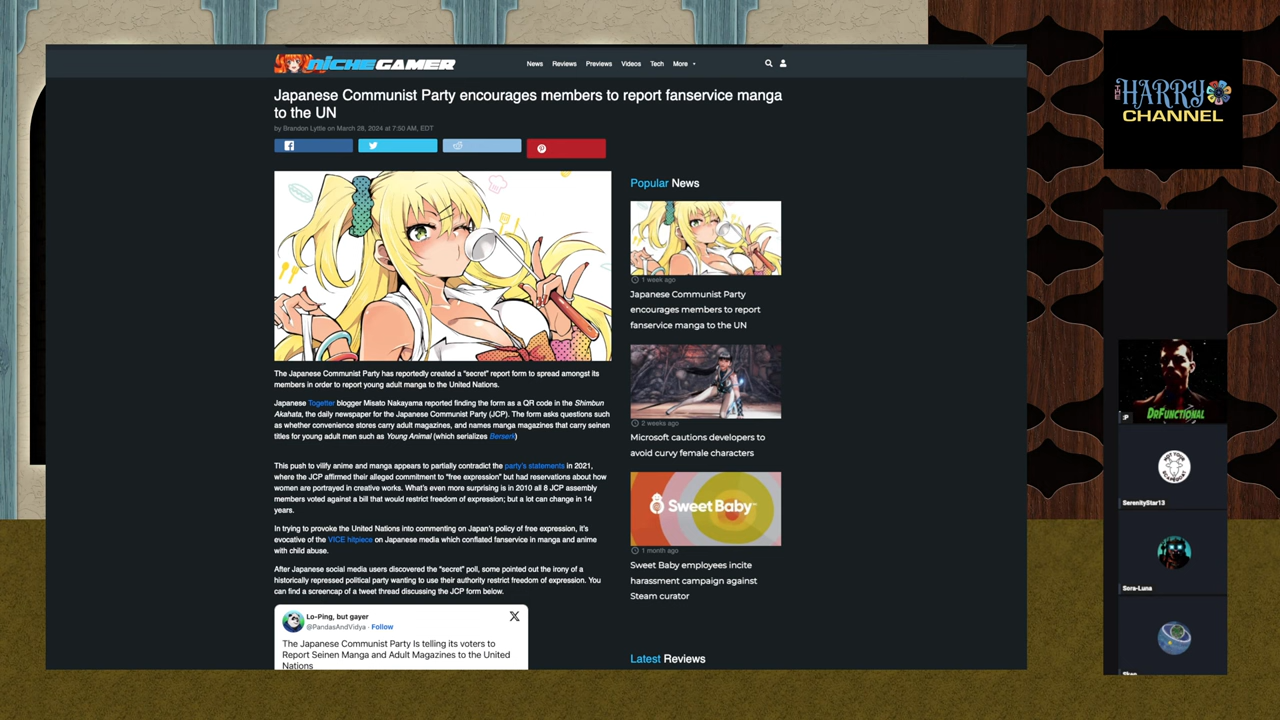 NICHEGAMER
News
Reviews
Previews
Videos
Tech
More
Japanese Communist Party encourages members to report fanservice manga
to the UN
by Brandon Lyttle on March 28, 2024 at 7:50 AM, EDT
The Japanese Communist Party has reportedly created a "secret" report form to spread amongst its
members in order to report young adult manga to the United Nations.
Japanese Togetter blogger Misato Nakayama reported finding the form as a QR code in the Shimbun
Akahata, the daily newspaper for the Japanese Communist Party (JCP). The form asks questions such
as whether convenience stores carry adult magazines, and names manga magazines that carry seinen
titles for young adult men such as Young Animal (which serializes Berserk)
This push to vilify anime and manga appears to partially contradict the party's statements in 2021,
where the JCP affirmed their alleged commitment to "free expression" but had reservations about how
women are portrayed in creative works. What's even more surprising is in 2010 all 8 JCP assembly
members voted against a bill that would restrict freedom of expression; but a lot can change in 14
years.
In trying to provoke the United Nations into commenting on Japan's policy of free expression, it's
evocative of the VICE hitpiece on Japanese media which conflated fanservice in manga and anime
with child abuse.
After Japanese social media users discovered the "secret" poll, some pointed out the irony of a
historically repressed political party wanting to use their authority restrict freedom of expression. You
can find a screencap of a tweet thread discussing the JCP form below.
Lo-Ping, but gayer
@PandasAndVidya · Follow
The Japanese Communist Party Is telling its voters to
Report Seinen Manga and Adult Magazines to the United
Nations
Popular News
1 week ago
Japanese Communist Party
encourages members to report
fanservice manga to the UN
2 weeks ago
Microsoft cautions developers to
avoid curvy female characters
Sweet Baby
1 month ago
Sweet Baby employees incite
harassment campaign against
Steam curator
Latest Reviews
THE HARRY
CHANNEL
:P
DRFUNCTIONAL
SerenityStar13
Sera-Luna